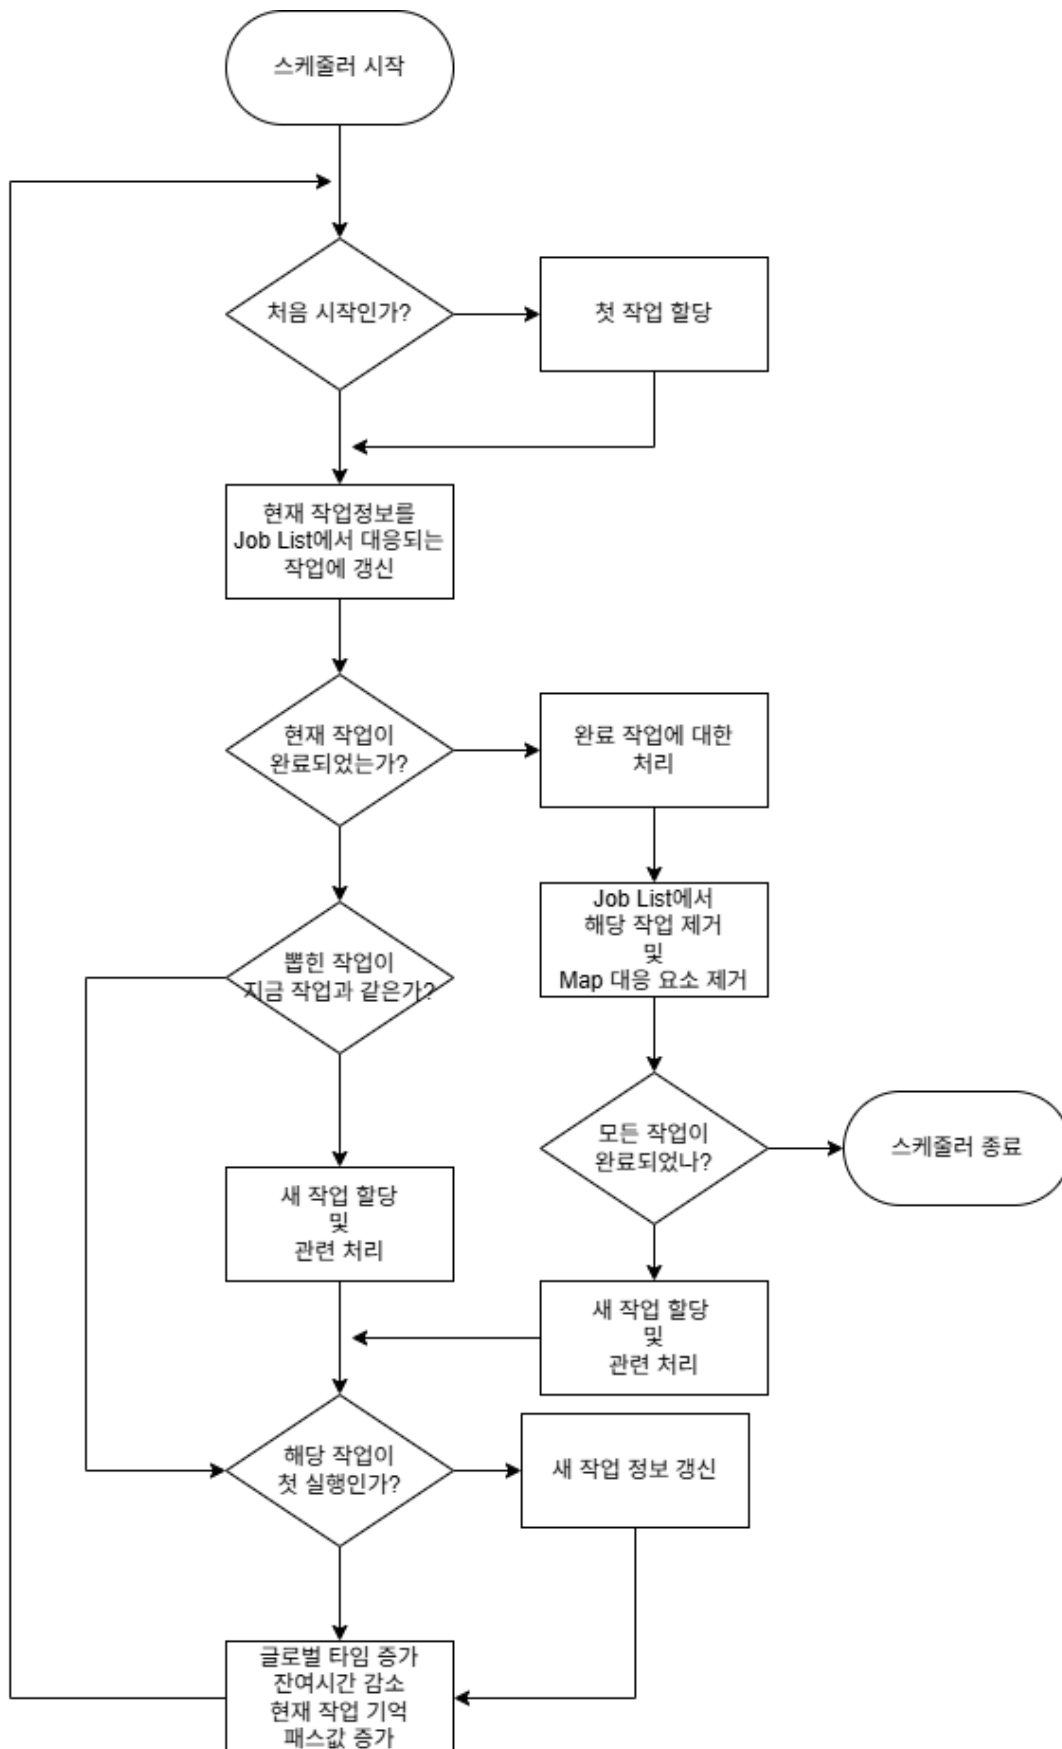 스케줄러 시작
처음 시작인가?
첫 작업 할당
현재 작업정보를
Job List에서 대응되는
작업에 갱신
현재 작업이
완료되었는가?
완료 작업에 대한
처리
Job List에서
해당 작업 제거
및
Map 대응 요소 제거
뽑힌 작업이
지금 작업과 같은가?
모든 작업이
완료되었나?
스케줄러 종료
새 작업 할당
및
관련 처리
새 작업 할당
및
관련 처리
해당 작업이
첫 실행인가?
새 작업 정보 갱신
글로벌 타임 증가
잔여시간 감소
현재 작업 기억
패스값 증가